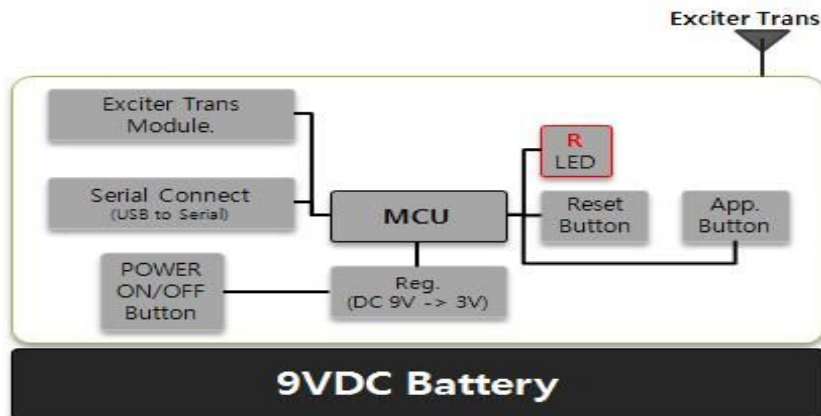 Exciter Trans
Exciter Trans
Module.
R
LED
Serial Connect
(USB to Serial)
MCU
Reset
Button
App.
Button
POWER
ON/OFF
Button
Reg.
(DC 9V -> 3V)
9VDC Battery